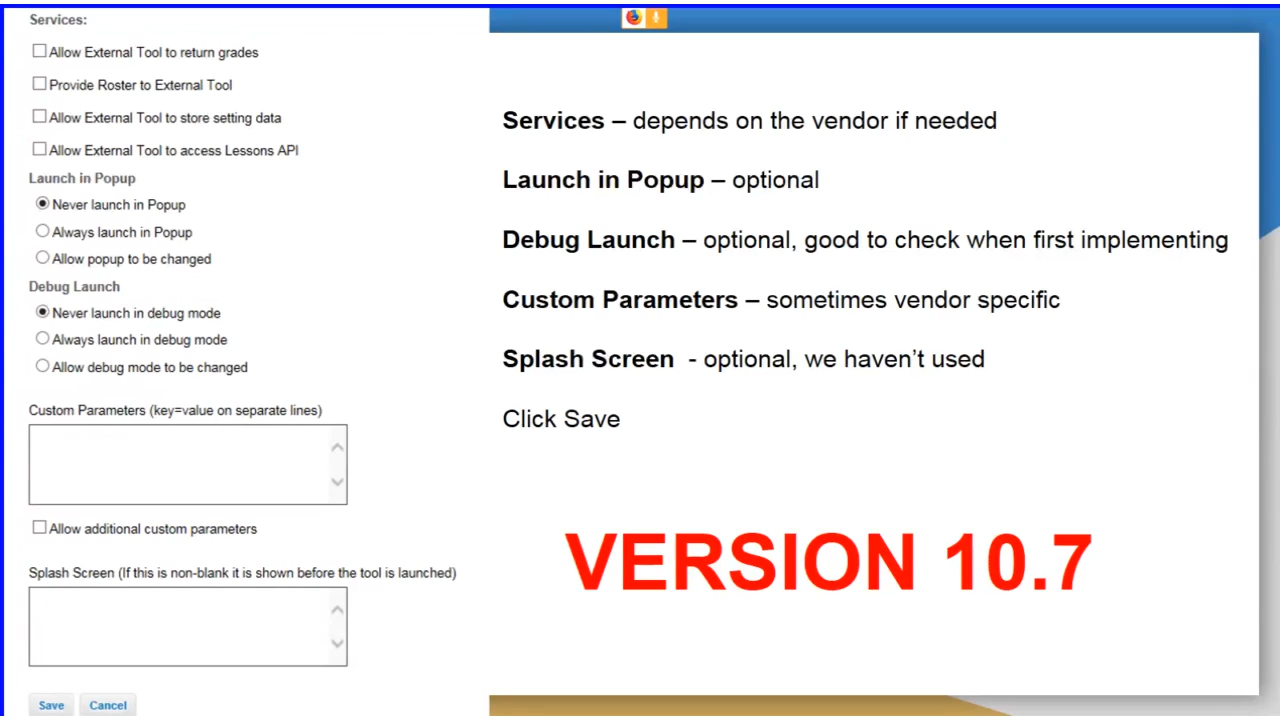 Services:
Allow External Tool to return grades
Provide Roster to External Tool
Allow External Tool to store setting data
Allow External Tool to access Lessons API
Launch in Popup
Never launch in Popup
Always launch in Popup
Allow popup to be changed
Debug Launch
Never launch in debug mode
Always launch in debug mode
Allow debug mode to be changed
Custom Parameters (key=value on separate lines)
Allow additional custom parameters
Splash Screen (If this is non-blank it is shown before the tool is launched)
Save Cancel
Services – depends on the vendor if needed
Launch in Popup – optional
Debug Launch – optional, good to check when first implementing
Custom Parameters – sometimes vendor specific
Splash Screen - optional, we haven’t used
Click Save
VERSION 10.7